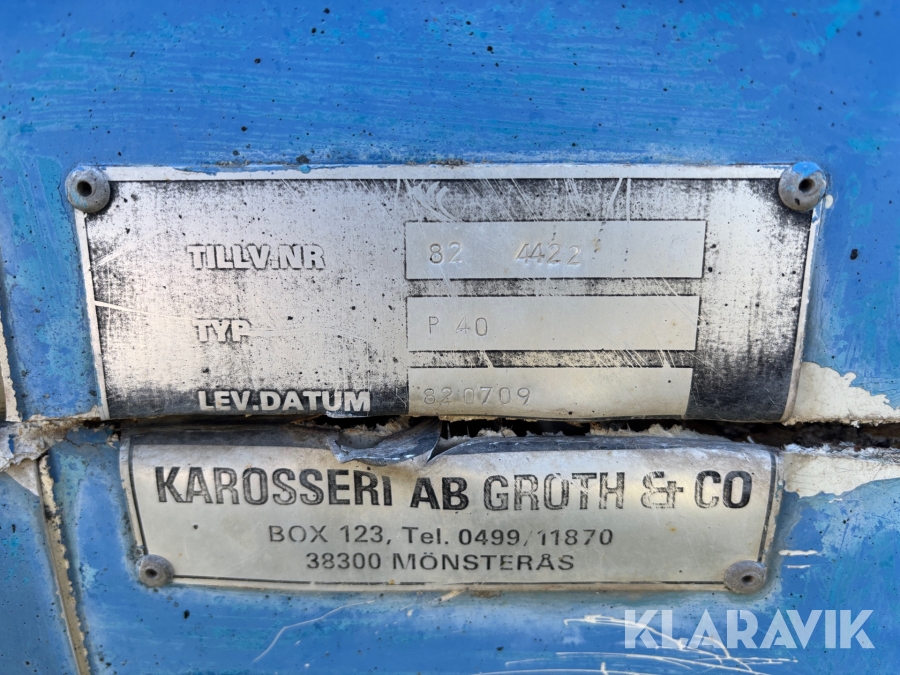 TILLV.NR 82 4422
TYP P 40
LEV.DATUM 820709
KAROSSERI AB GROTH & CO
BOX 123, Tel. 0499/11870
38300 MÖNSTERÅS
KLARAVIK